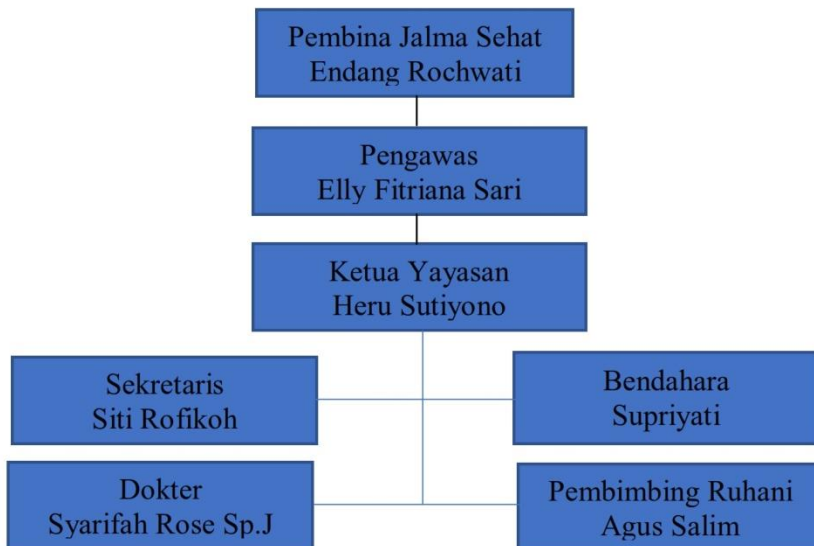 Pembina Jalma Sehat
Endang Rochwati
Pengawas
Elly Fitriana Sari
Ketua Yayasan
Heru Sutiyono
Sekretaris
Siti Rofikoh
Bendahara
Supriyati
Dokter
Syarifah Rose Sp.J
Pembimbing Ruhani
Agus Salim